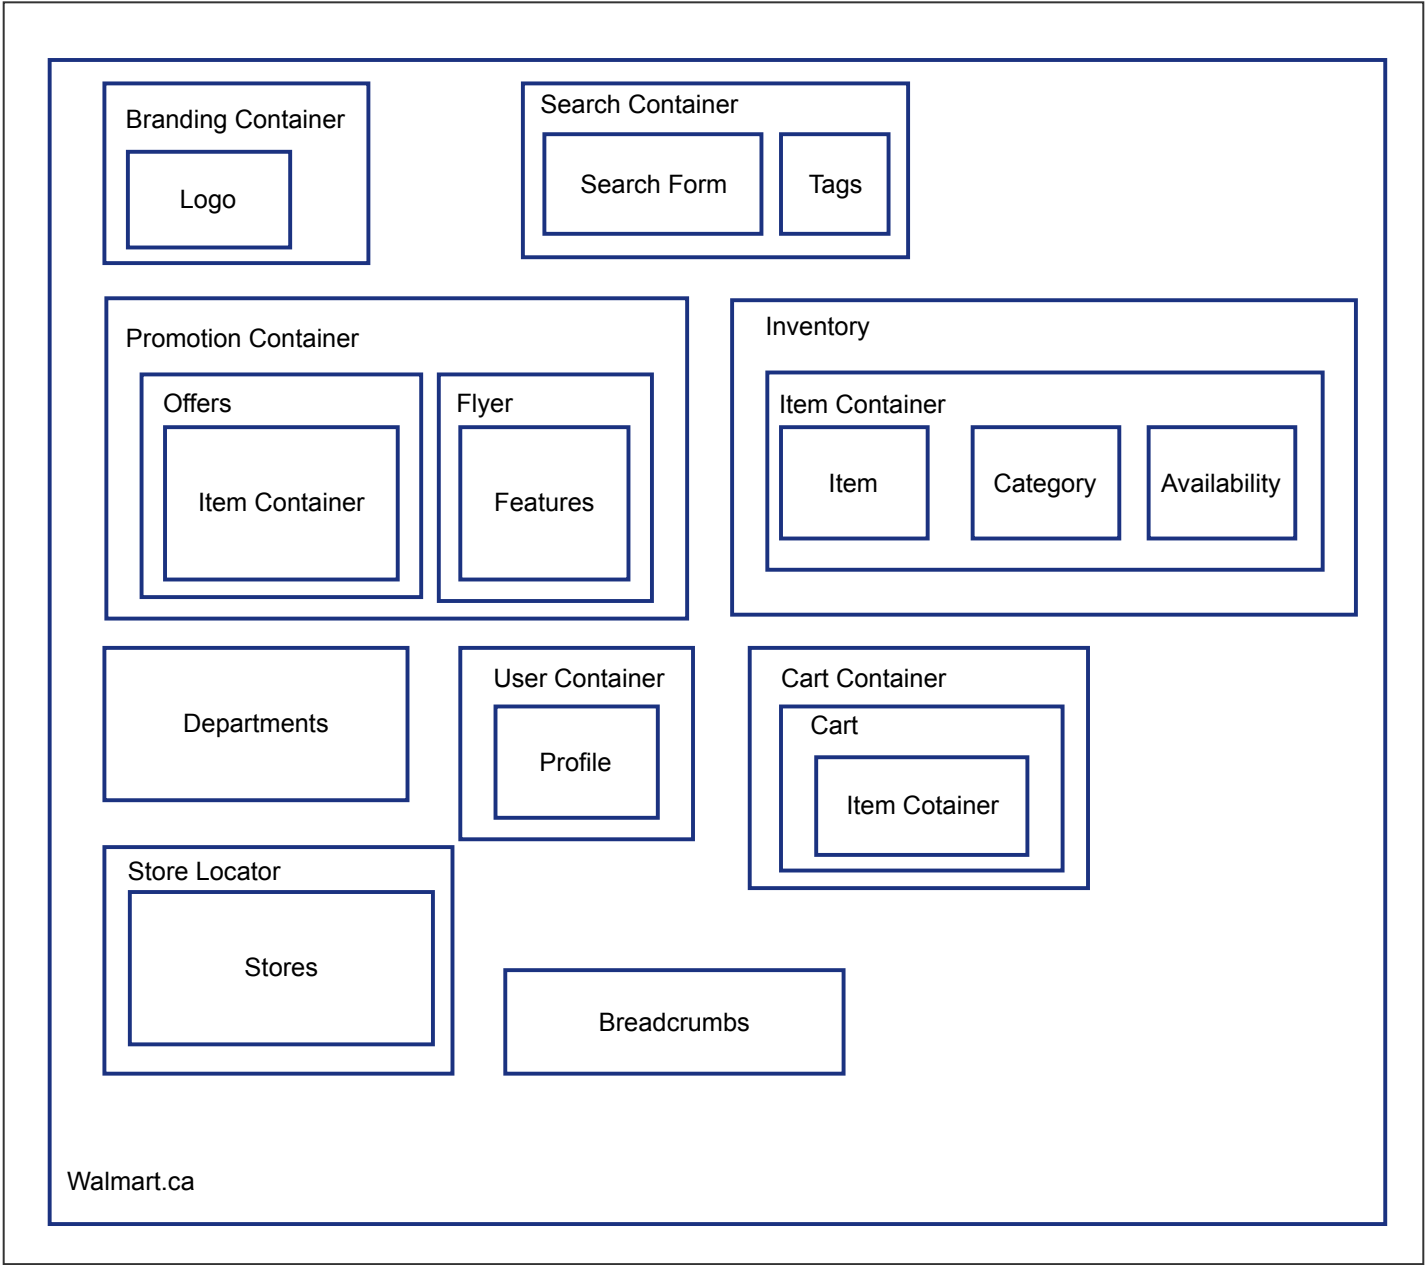 Branding Container
Logo
Search Container
Search Form
Tags
Promotion Container
Offers
Item Container
Flyer
Features
Inventory
Item Container
Item
Category
Availability
Departments
User Container
Profile
Cart Container
Cart
Item Cotainer
Store Locator
Stores
Breadcrumbs
Walmart.ca